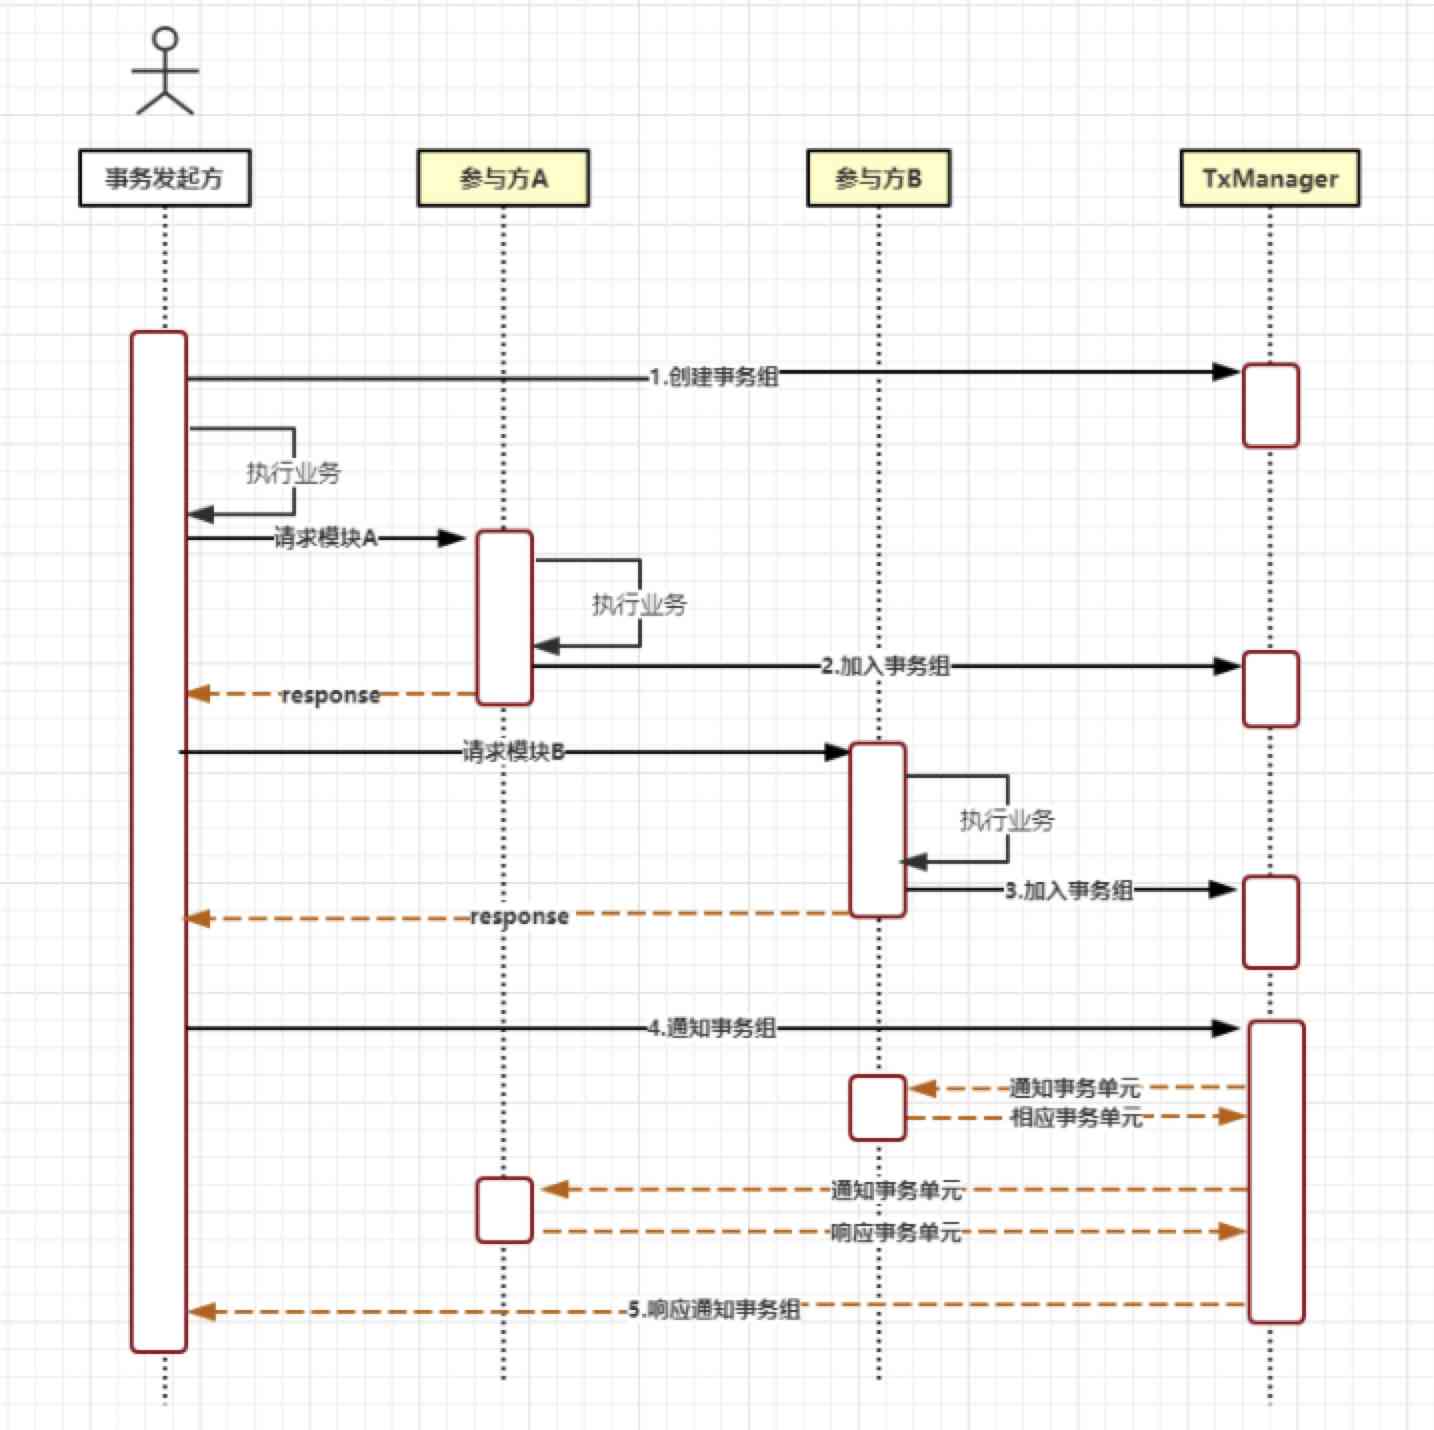 事务发起方
参与方A
参与方B
TxManager
1.创建事务组
执行业务
请求模块A
执行业务
2.加入事务组
response
请求模块B
执行业务
3.加入事务组
response
4.通知事务组
通知事务单元
相应事务单元
通知事务单元
响应事务单元
5.响应通知事务组